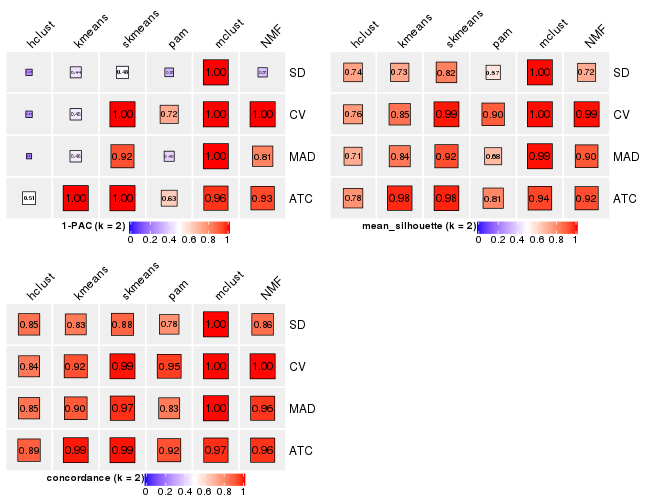 hclust kmeans skmeans pam mclust NMF
1.00 SD
1.00 0.72 1.00 1.00 CV
0.92 1.00 0.81 MAD
0.51 1.00 1.00 0.63 0.96 0.93 ATC
1-PAC (k = 2)
0 0.2 0.4 0.6 0.8 1
hclust kmeans skmeans pam mclust NMF
0.74 0.73 0.82 0.57 1.00 0.72 SD
0.76 0.85 0.99 0.90 1.00 0.99 CV
0.71 0.84 0.92 0.68 0.99 0.90 MAD
0.78 0.98 0.98 0.81 0.94 0.92 ATC
mean_silhouette (k = 2)
0 0.2 0.4 0.6 0.8 1
hclust kmeans skmeans pam mclust NMF
0.85 0.83 0.88 0.78 1.00 0.86 SD
0.84 0.92 0.99 0.95 1.00 1.00 CV
0.85 0.90 0.97 0.83 1.00 0.96 MAD
0.89 0.99 0.99 0.92 0.97 0.96 ATC
concordance (k = 2)
0 0.2 0.4 0.6 0.8 1